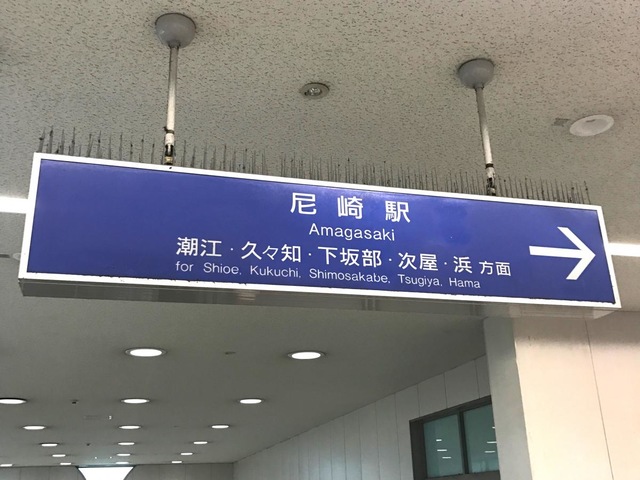 尼崎駅
Amagasaki
潮江・久々知・下坂部・次屋・浜 方面
for Shioe, Kukuchi, Shimosakabe, Tsugiya, Hama